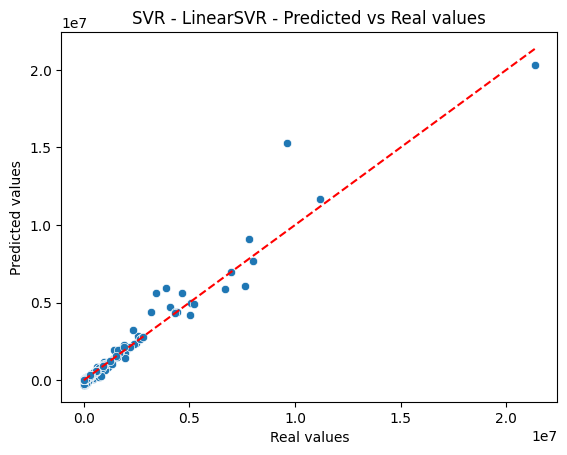 SVR - LinearSVR - Predicted vs Real values
1e7
2.0
1.5
1.0
0.5
0.0
Predicted values
0.0 0.5 1.0 1.5 2.0
1e7
Real values